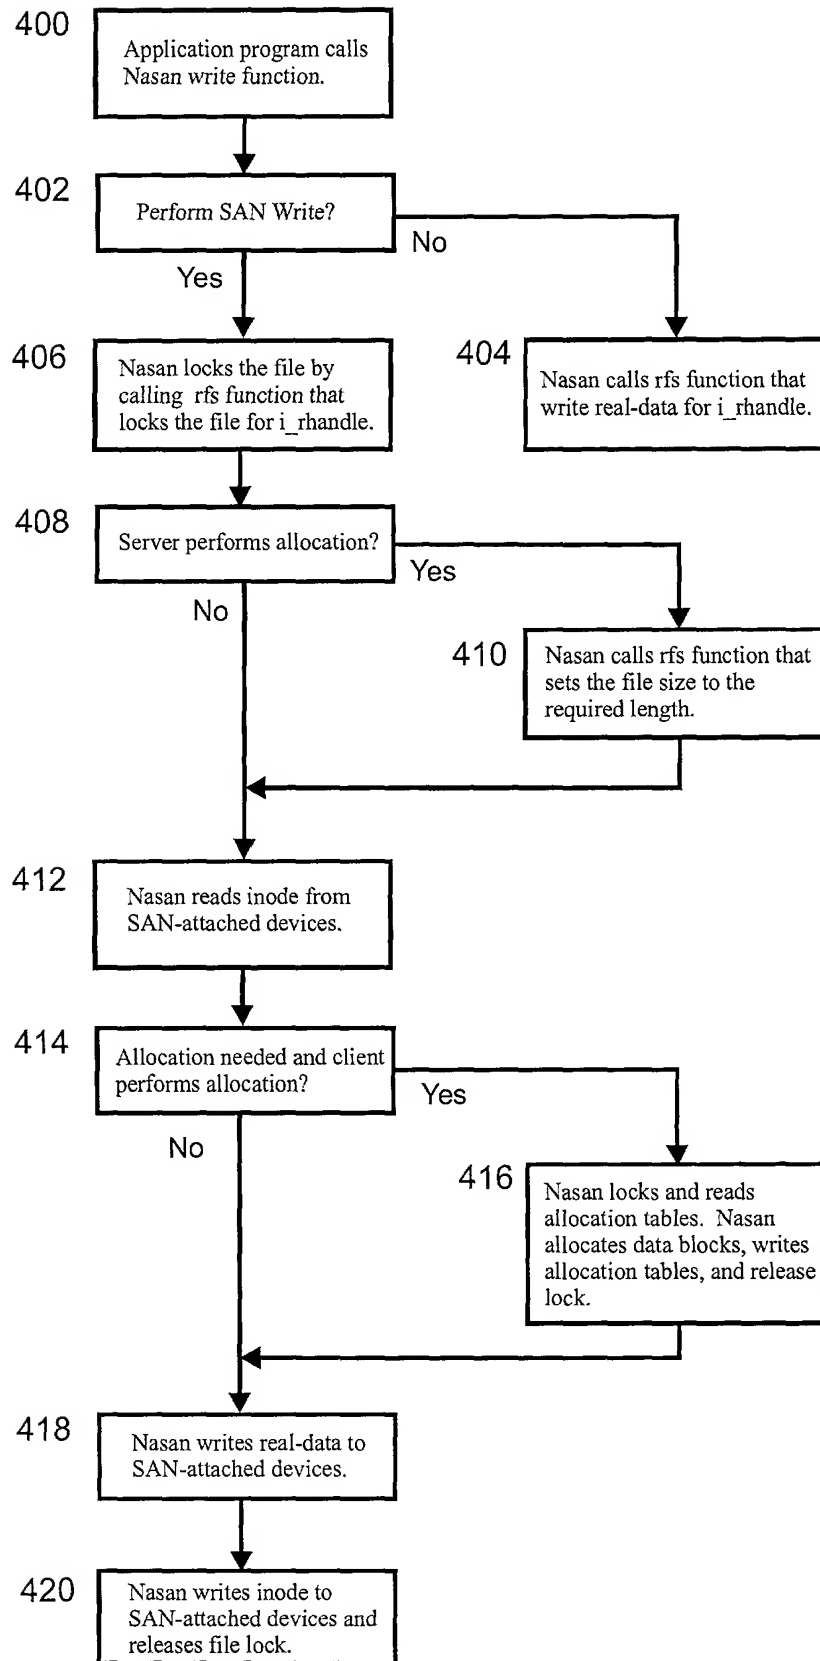 400
Application program calls
Nasan write function.
402
Perform SAN Write?
No
Yes
406
Nasan locks the file by
calling rfs function that
locks the file for i_rhandle.
404
Nasan calls rfs function that
write real-data for i_rhandle.
408
Server performs allocation?
Yes
No
410
Nasan calls rfs function that
sets the file size to the
required length.
412
Nasan reads inode from
SAN-attached devices.
414
Allocation needed and client
performs allocation?
Yes
No
416
Nasan locks and reads
allocation tables. Nasan
allocates data blocks, writes
allocation tables, and release
lock.
418
Nasan writes real-data to
SAN-attached devices.
420
Nasan writes inode to
SAN-attached devices and
releases file lock.